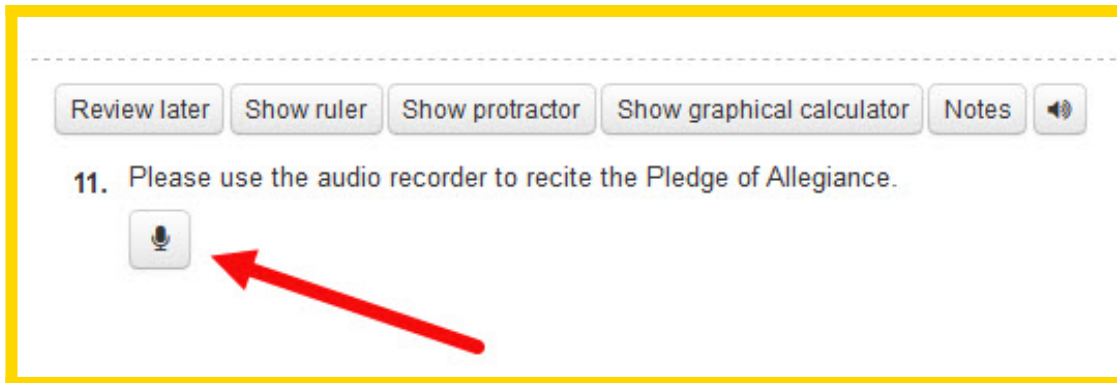 Review later Show ruler Show protractor Show graphical calculator Notes
11. Please use the audio recorder to recite the Pledge of Allegiance.